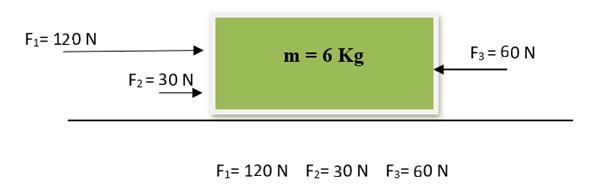 F₁= 120 N
m = 6 Kg
F₃ = 60 N
F₂ = 30 N
F₁= 120 N F₂= 30 N F₃= 60 N